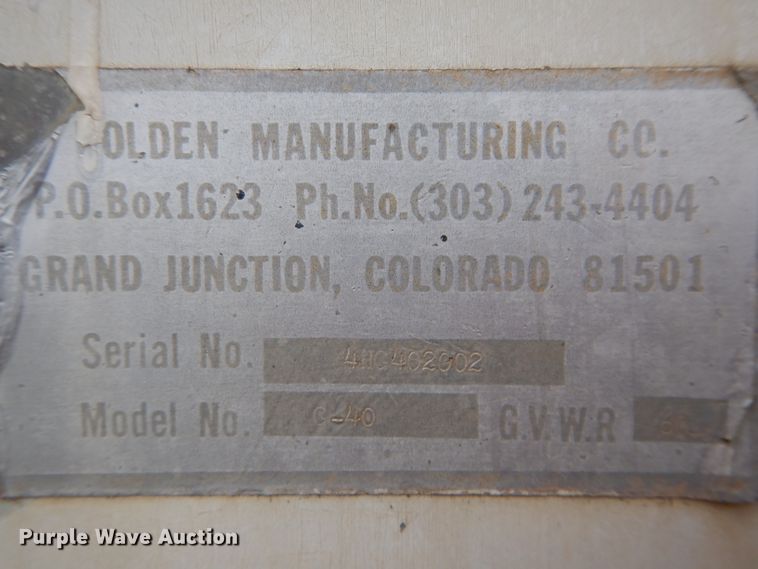 OLDEN MANUFACTURING CO.
P.O.Box1623 Ph.No.(303)243-4404
GRAND JUNCTION, COLORADO 81501
Serial No.
Model No. C-40 G.V.W.R
Purple Wave Auction®